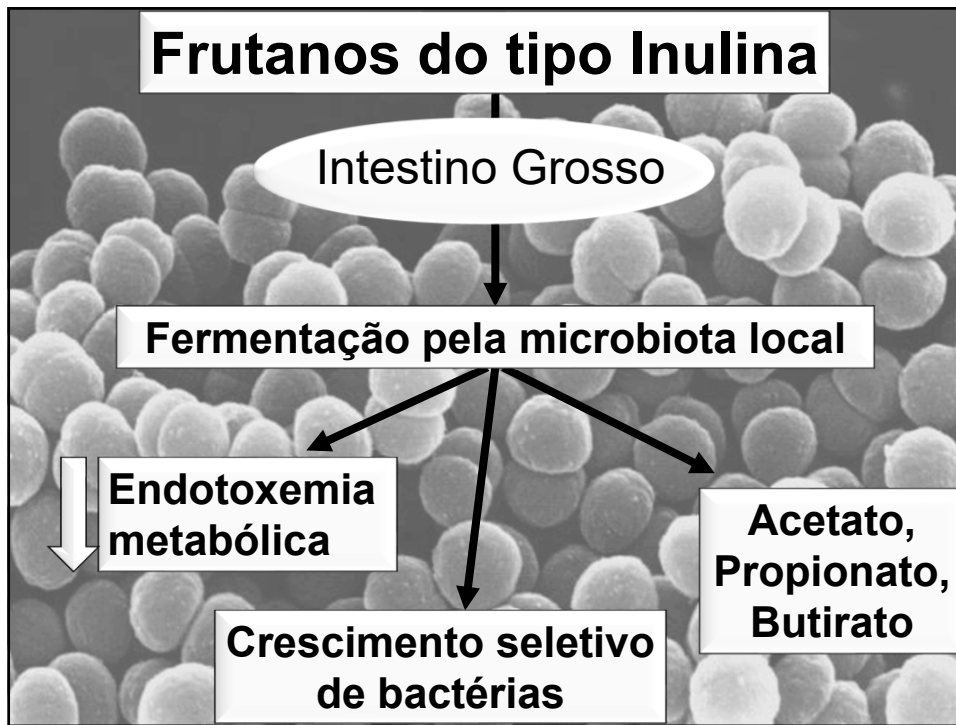 Frutanos do tipo Inulina
Intestino Grosso
Fermentação pela microbiota local
Endotoxemia
metabólica
Acetato,
Propionato,
Butirato
Crescimento seletivo
de bactérias